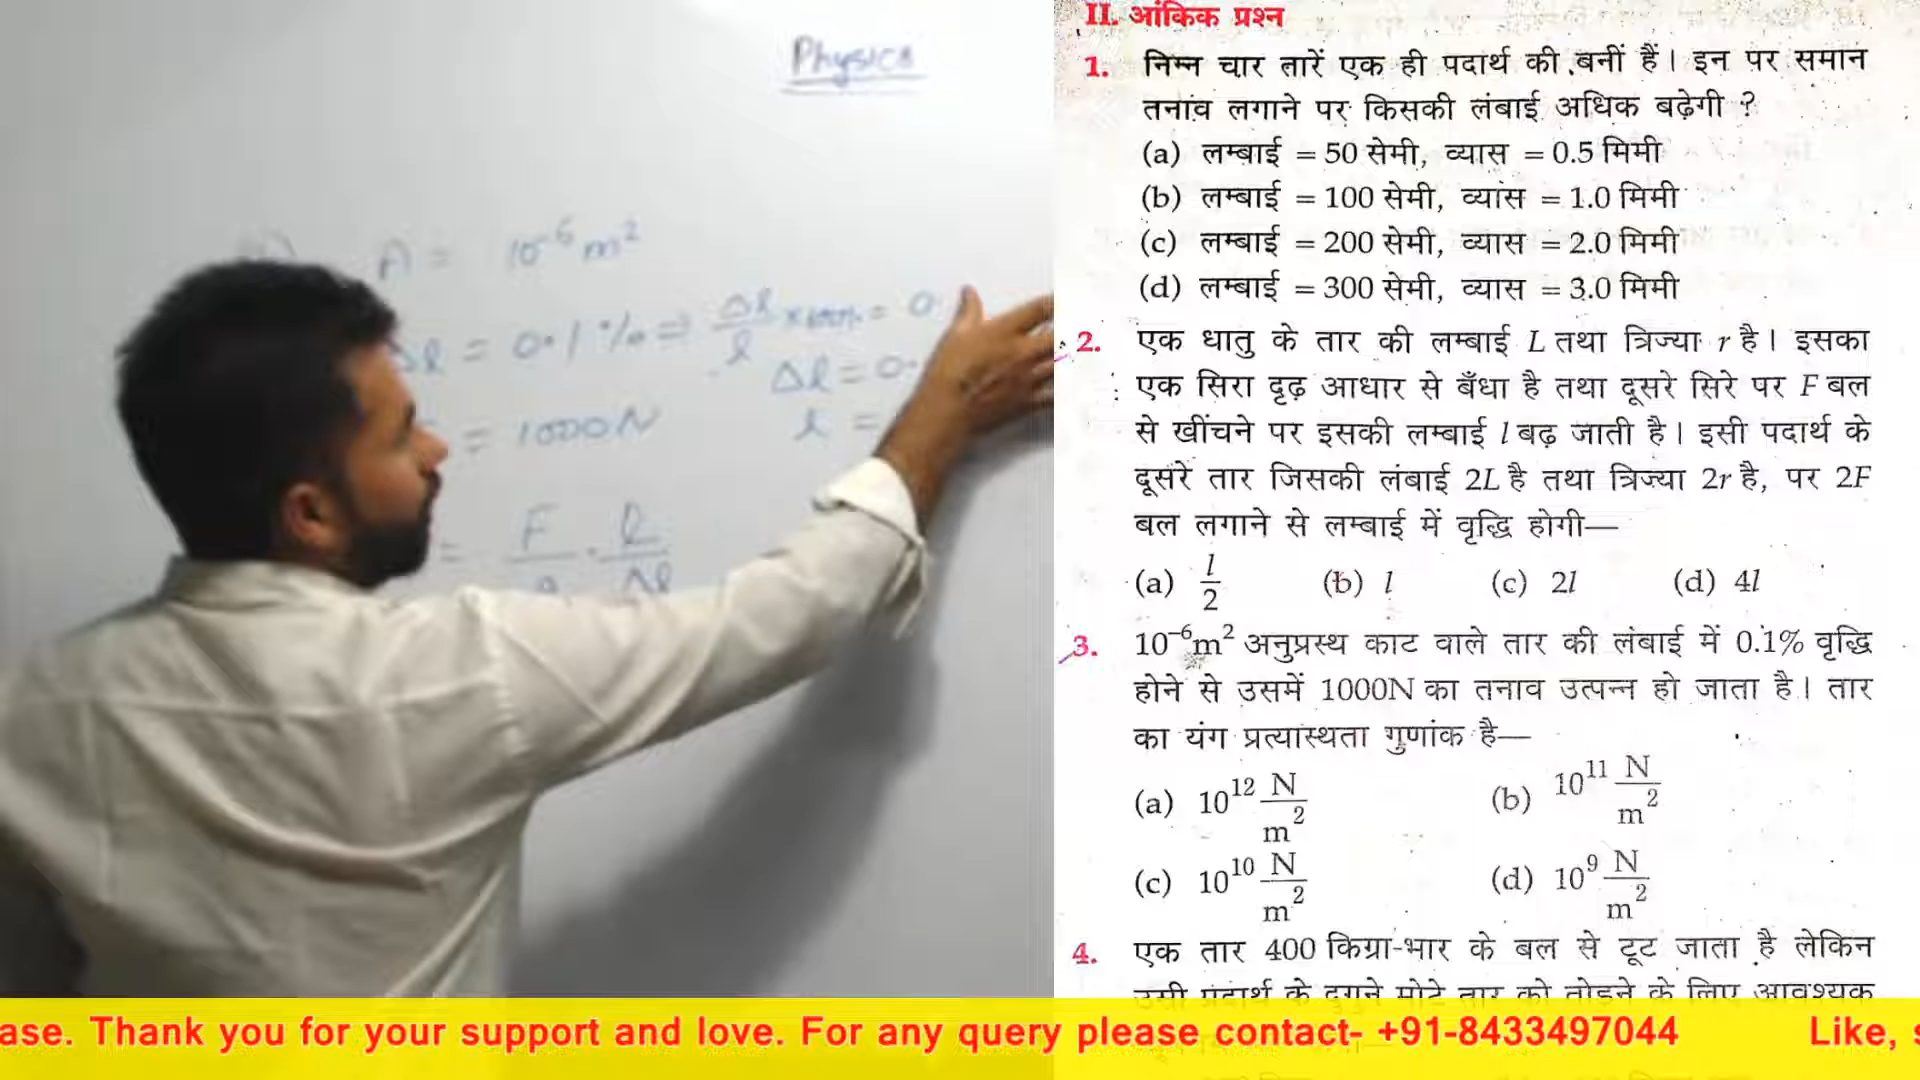 Physics
A = 10⁻⁶ m²
Δl = 0.1% ⇒ Δl/l ×100% = 0.
Δl = 0.
l =
= 1000N
= F/a · l/Δl
II. आंकिक प्रश्न
1. निम्न चार तारें एक ही पदार्थ की बनीं हैं। इन पर समान
तनाव लगाने पर किसकी लंबाई अधिक बढ़ेगी ?
(a) लम्बाई = 50 सेमी, व्यास = 0.5 मिमी
(b) लम्बाई = 100 सेमी, व्यास = 1.0 मिमी
(c) लम्बाई = 200 सेमी, व्यास = 2.0 मिमी
(d) लम्बाई = 300 सेमी, व्यास = 3.0 मिमी
2. एक धातु के तार की लम्बाई L तथा त्रिज्या r है। इसका
एक सिरा दृढ़ आधार से बँधा है तथा दूसरे सिरे पर F बल
से खींचने पर इसकी लम्बाई l बढ़ जाती है। इसी पदार्थ के
दूसरे तार जिसकी लंबाई 2L है तथा त्रिज्या 2r है, पर 2F
बल लगाने से लम्बाई में वृद्धि होगी—
(a) l/2 (b) l (c) 2l (d) 4l
3. 10⁻⁶m² अनुप्रस्थ काट वाले तार की लंबाई में 0.1% वृद्धि
होने से उसमें 1000N का तनाव उत्पन्न हो जाता है। तार
का यंग प्रत्यास्थता गुणांक है—
(a) 10¹² N/m² (b) 10¹¹ N/m²
(c) 10¹⁰ N/m² (d) 10⁹ N/m²
4. एक तार 400 किग्रा-भार के बल से टूट जाता है लेकिन
उसी पदार्थ के दुगने मोटे तार को तोड़ने के लिए आवश्यक
ase. Thank you for your support and love. For any query please contact- +91-8433497044 Like, s